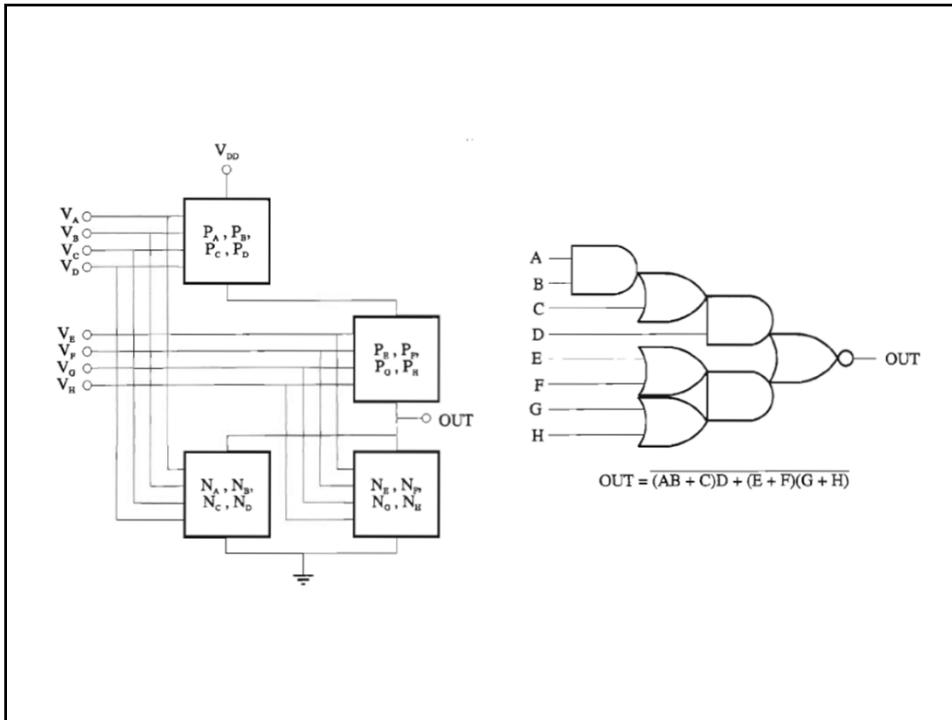 V_DD
V_A
V_B
V_C
V_D
P_A, P_B,
P_C, P_D
V_E
V_F
V_G
V_H
P_E, P_F,
P_G, P_H
OUT
N_A, N_B,
N_C, N_D
N_E, N_F,
N_G, N_H
A
B
C
D
E
F
G
H
OUT
OUT = \overline{(AB + C)D + (E + F)(G + H)}